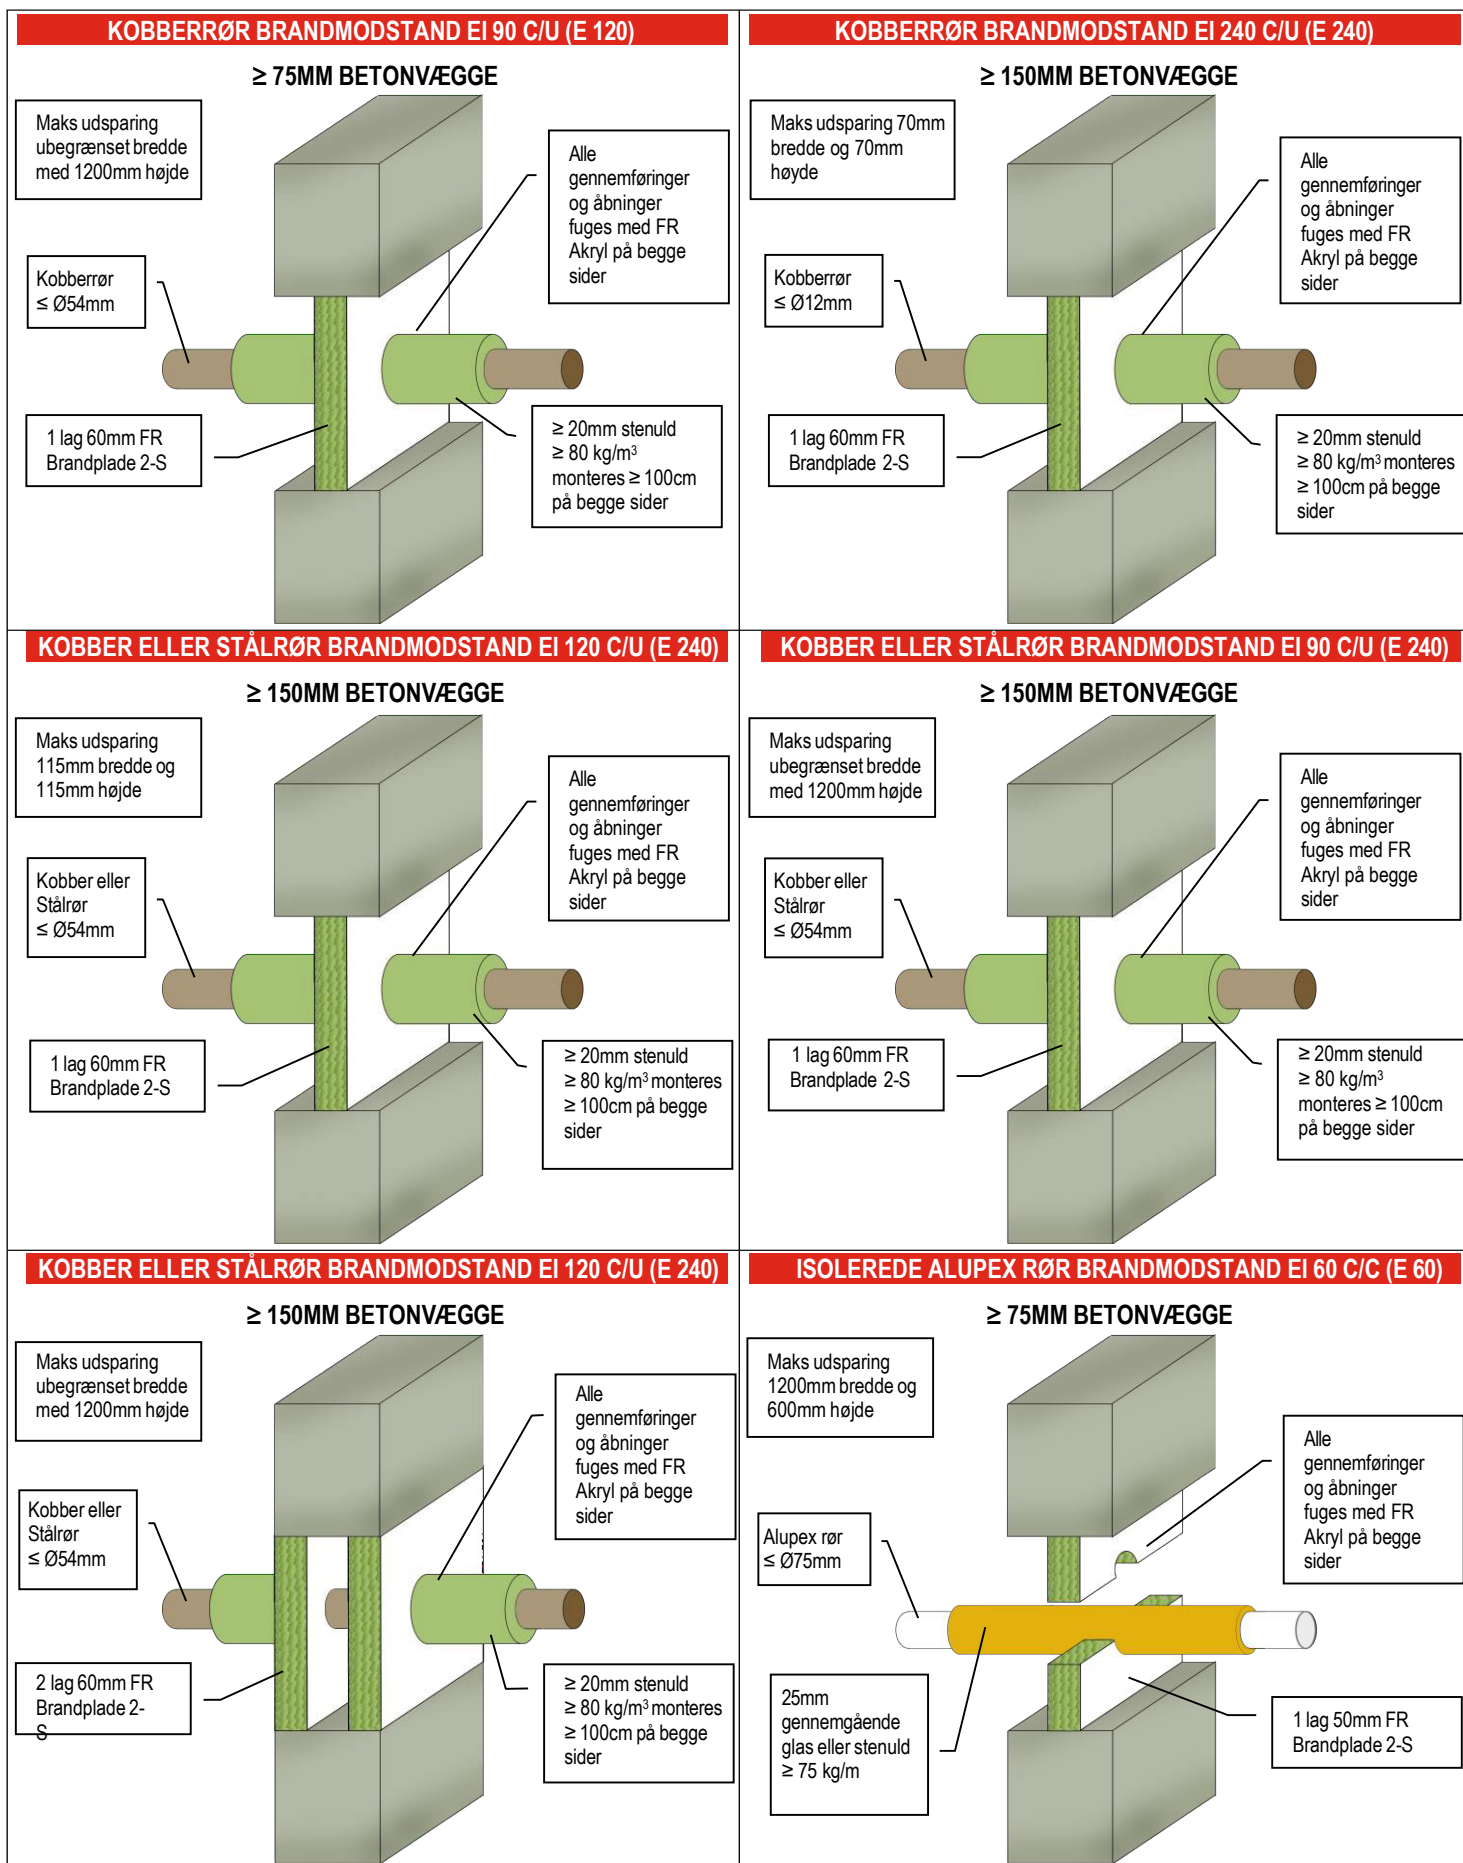 KOBBERRØR BRANDMODSTAND EI 90 C/U (E 120)
≥ 75MM BETONVÆGGE
Maks udsparing
ubegrænset bredde
med 1200mm højde
Alle
gennemføringer
og åbninger
fuges med FR
Akryl på begge
sider
Kobberrør
≤ Ø54mm
1 lag 60mm FR
Brandplade 2-S
≥ 20mm stenuld
≥ 80 kg/m³
monteres ≥ 100cm
på begge sider
KOBBERRØR BRANDMODSTAND EI 240 C/U (E 240)
≥ 150MM BETONVÆGGE
Maks udsparing 70mm
bredde og 70mm
høyde
Alle
gennemføringer
og åbninger
fuges med FR
Akryl på begge
sider
Kobberrør
≤ Ø12mm
1 lag 60mm FR
Brandplade 2-S
≥ 20mm stenuld
≥ 80 kg/m³ monteres
≥ 100cm på begge
sider
KOBBER ELLER STÅLRØR BRANDMODSTAND EI 120 C/U (E 240)
≥ 150MM BETONVÆGGE
Maks udsparing
115mm bredde og
115mm højde
Alle
gennemføringer
og åbninger
fuges med FR
Akryl på begge
sider
Kobber eller
Stålrør
≤ Ø54mm
1 lag 60mm FR
Brandplade 2-S
≥ 20mm stenuld
≥ 80 kg/m³ monteres
≥ 100cm på begge
sider
KOBBER ELLER STÅLRØR BRANDMODSTAND EI 90 C/U (E 240)
≥ 150MM BETONVÆGGE
Maks udsparing
ubegrænset bredde
med 1200mm højde
Alle
gennemføringer
og åbninger
fuges med FR
Akryl på begge
sider
Kobber eller
Stålrør
≤ Ø54mm
1 lag 60mm FR
Brandplade 2-S
≥ 20mm stenuld
≥ 80 kg/m³
monteres ≥ 100cm
på begge sider
KOBBER ELLER STÅLRØR BRANDMODSTAND EI 120 C/U (E 240)
≥ 150MM BETONVÆGGE
Maks udsparing
ubegrænset bredde
med 1200mm højde
Alle
gennemføringer
og åbninger
fuges med FR
Akryl på begge
sider
Kobber eller
Stålrør
≤ Ø54mm
2 lag 60mm FR
Brandplade 2-
S
≥ 20mm stenuld
≥ 80 kg/m³ monteres
≥ 100cm på begge
sider
ISOLEREDE ALUPEX RØR BRANDMODSTAND EI 60 C/C (E 60)
≥ 75MM BETONVÆGGE
Maks udsparing
1200mm bredde og
600mm højde
Alle
gennemføringer
og åbninger
fuges med FR
Akryl på begge
sider
Alupex rør
≤ Ø75mm
25mm
gennemgående
glas eller stenuld
≥ 75 kg/m
1 lag 50mm FR
Brandplade 2-S